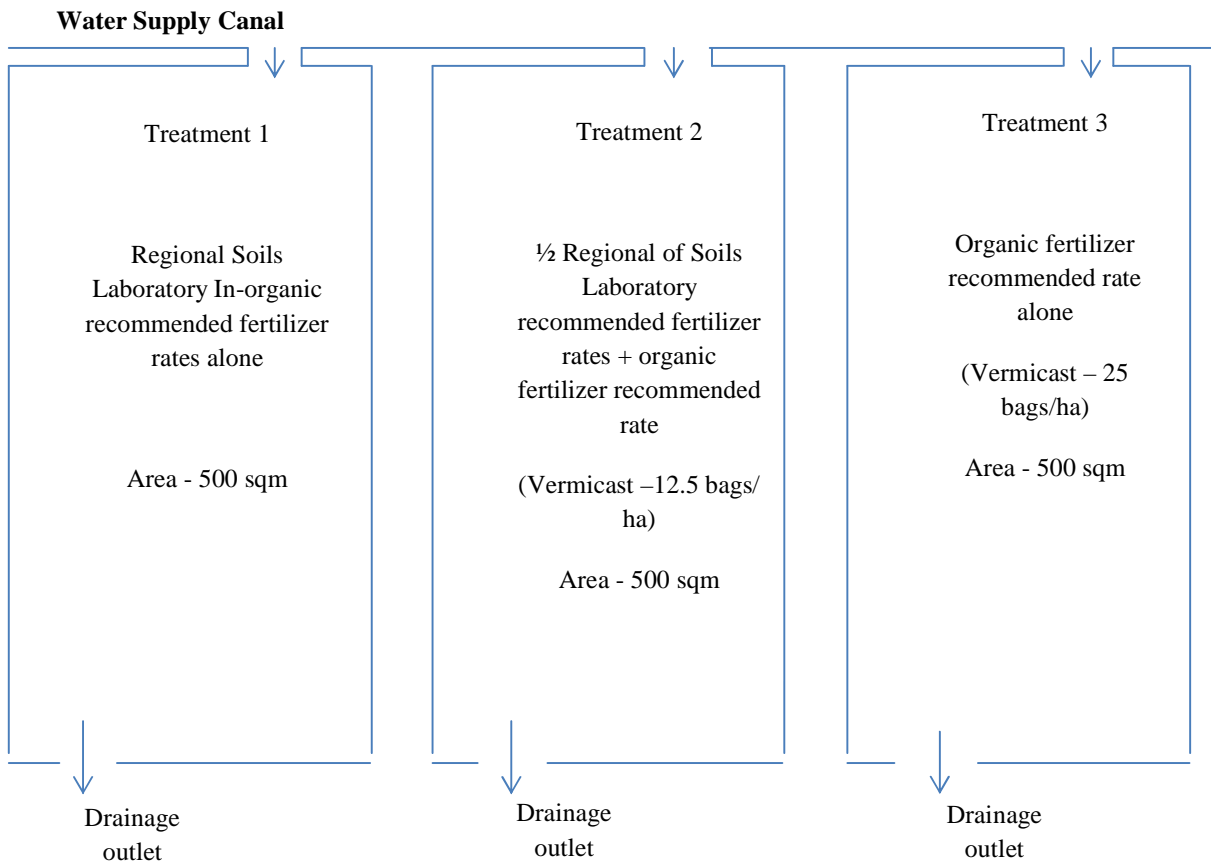 Water Supply Canal
Treatment 1
Regional Soils
Laboratory In-organic
recommended fertilizer
rates alone
Area - 500 sqm
Drainage
outlet
Treatment 2
½ Regional of Soils
Laboratory
recommended fertilizer
rates + organic
fertilizer recommended
rate
(Vermicast –12.5 bags/
ha)
Area - 500 sqm
Drainage
outlet
Treatment 3
Organic fertilizer
recommended rate
alone
(Vermicast – 25
bags/ha)
Area - 500 sqm
Drainage
outlet